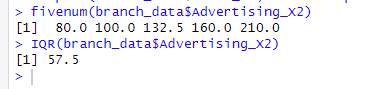 > fivenum(branch_data$Advertising_X2)
[1]  80.0 100.0 132.5 160.0 210.0
> IQR(branch_data$Advertising_X2)
[1] 57.5
>